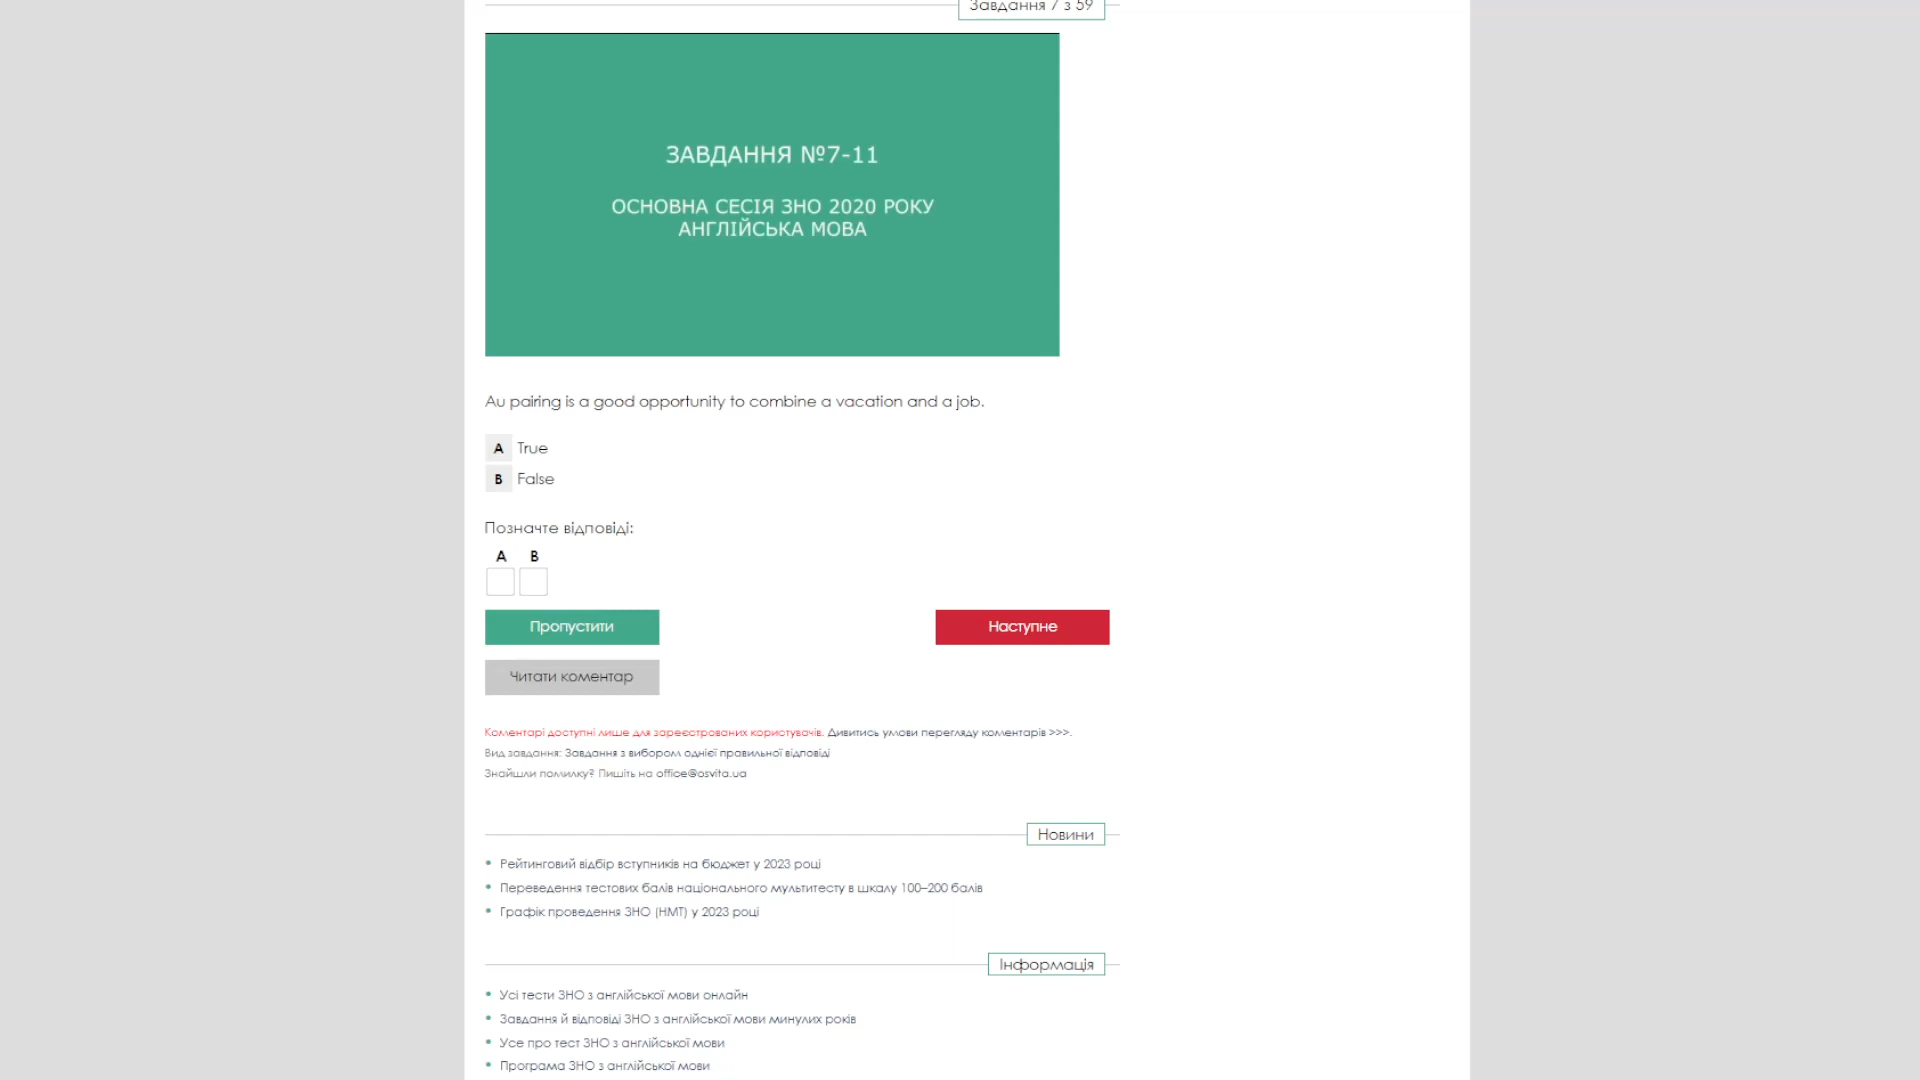 Завдання 7 з 59
ЗАВДАННЯ №7-11
ОСНОВНА СЕСІЯ ЗНО 2020 РОКУ
АНГЛІЙСЬКА МОВА
Au pairing is a good opportunity to combine a vacation and a job.
A True
B False
Позначте відповіді:
A B
Пропустити
Наступне
Читати коментар
Коментарі доступні лише для зареєстрованих користувачів. Дивитись умови перегляду коментарів >>>.
Вид завдання: Завдання з вибором однієї правильної відповіді
Знайшли помилку? Пишіть на office@osvita.ua
Новини
• Рейтинговий відбір вступників на бюджет у 2023 році
• Переведення тестових балів національного мультитесту в шкалу 100–200 балів
• Графік проведення ЗНО (НМТ) у 2023 році
Інформація
• Усі тести ЗНО з англійської мови онлайн
• Завдання й відповіді ЗНО з англійської мови минулих років
• Усе про тест ЗНО з англійської мови
• Програма ЗНО з англійської мови